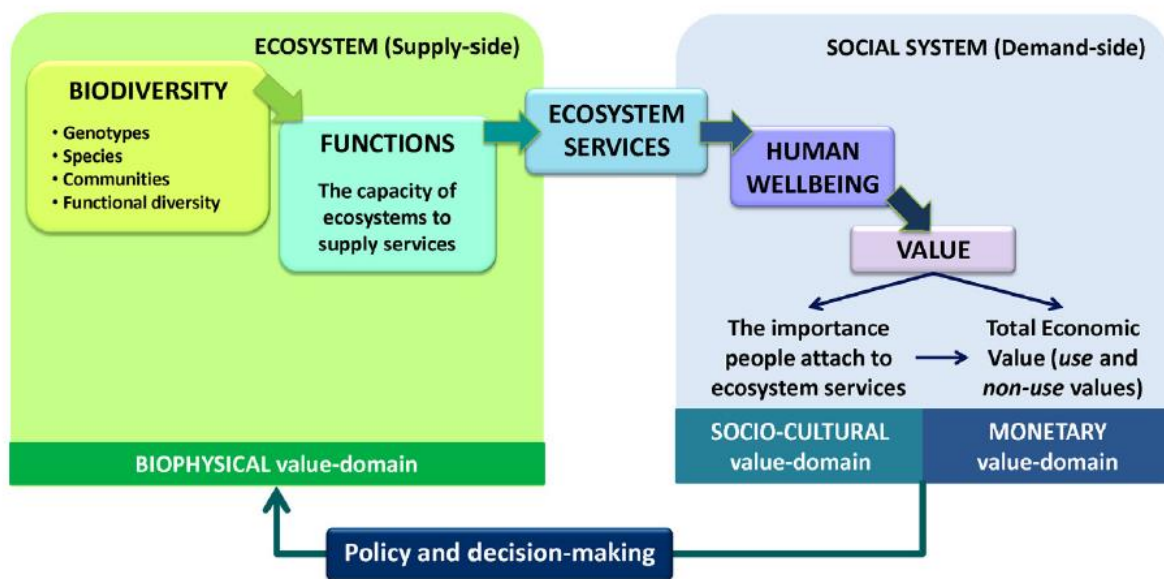 ECOSYSTEM (Supply-side)
BIODIVERSITY
• Genotypes
• Species
• Communities
• Functional diversity
FUNCTIONS
The capacity of
ecosystems to
supply services
ECOSYSTEM
SERVICES
SOCIAL SYSTEM (Demand-side)
HUMAN
WELLBEING
VALUE
The importance
people attach to
ecosystem services
Total Economic
Value (use and
non-use values)
BIOPHYSICAL value-domain
SOCIO-CULTURAL
value-domain
MONETARY
value-domain
Policy and decision-making